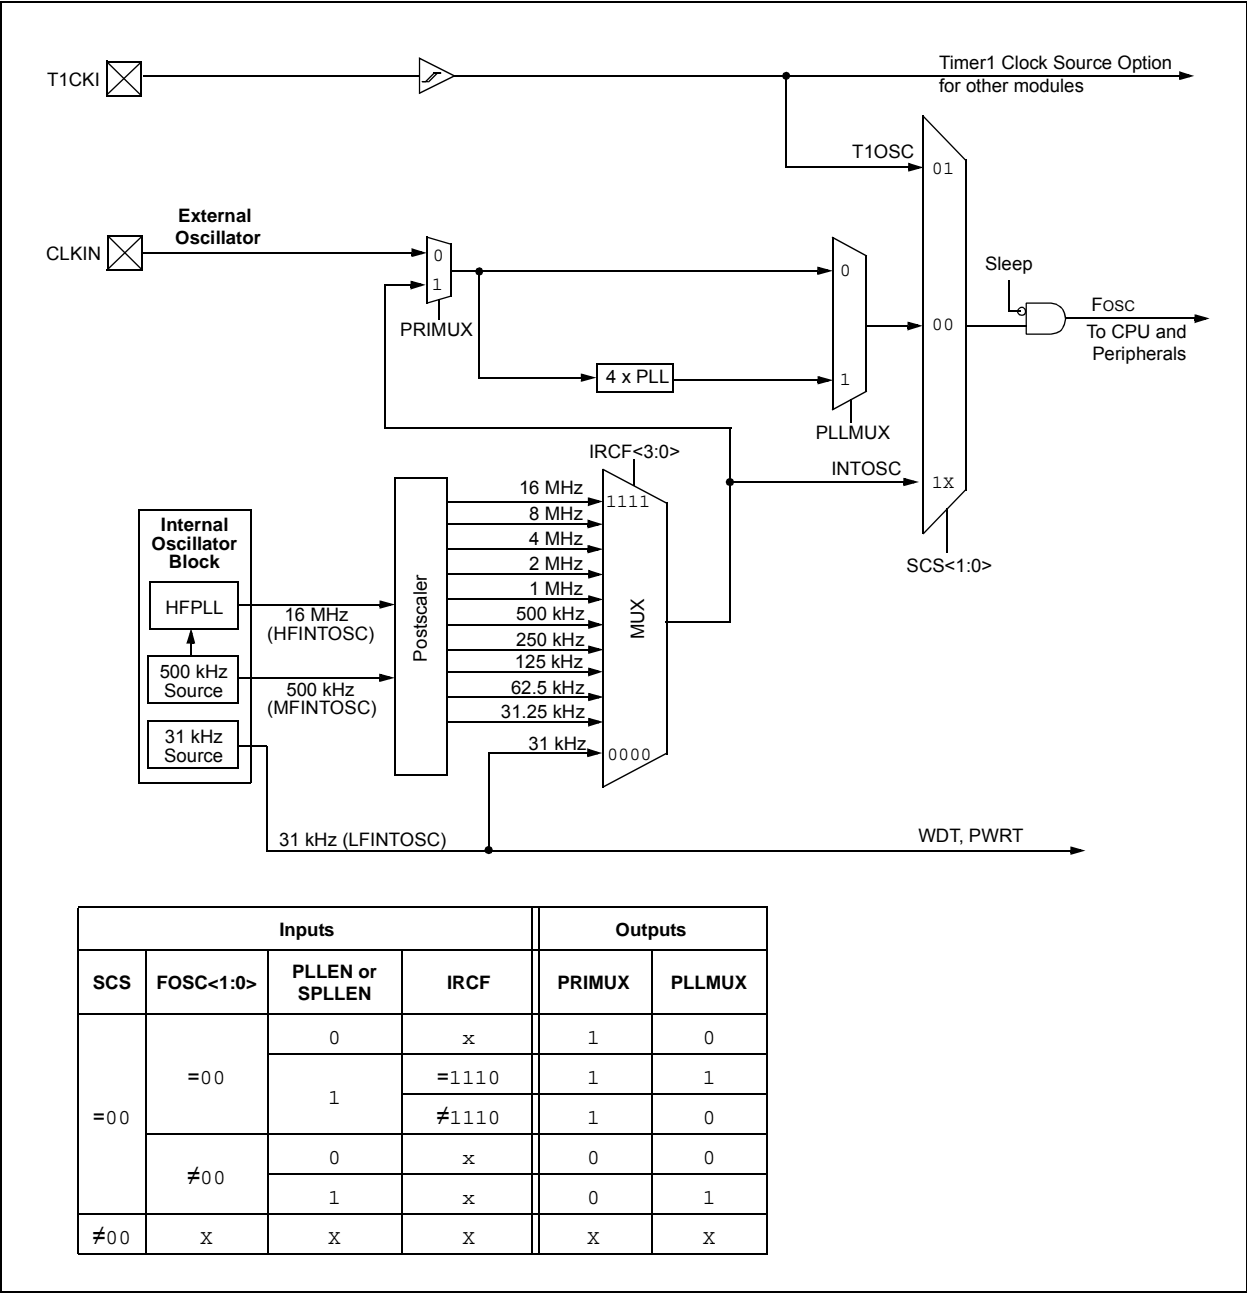 T1CKI
Timer1 Clock Source Option
for other modules
T1OSC
01
External
Oscillator
CLKIN
0
1
PRIMUX
0
Sleep
00
FOSC
To CPU and
Peripherals
4 x PLL
1
PLLMUX
IRCF<3:0>
INTOSC
1X
SCS<1:0>
Internal
Oscillator
Block
HFPLL
500 kHz
Source
31 kHz
Source
16 MHz
(HFINTOSC)
500 kHz
(MFINTOSC)
Postscaler
16 MHz
8 MHz
4 MHz
2 MHz
1 MHz
500 kHz
250 kHz
125 kHz
62.5 kHz
31.25 kHz
31 kHz
1111
MUX
0000
31 kHz (LFINTOSC)
WDT, PWRT
Inputs Outputs
SCS FOSC<1:0> PLLEN or SPLLEN IRCF PRIMUX PLLMUX
=00 =00 0 x 1 0
1 =1110 1 1
≠1110 1 0
≠00 0 x 0 0
1 x 0 1
≠00 X X X X X